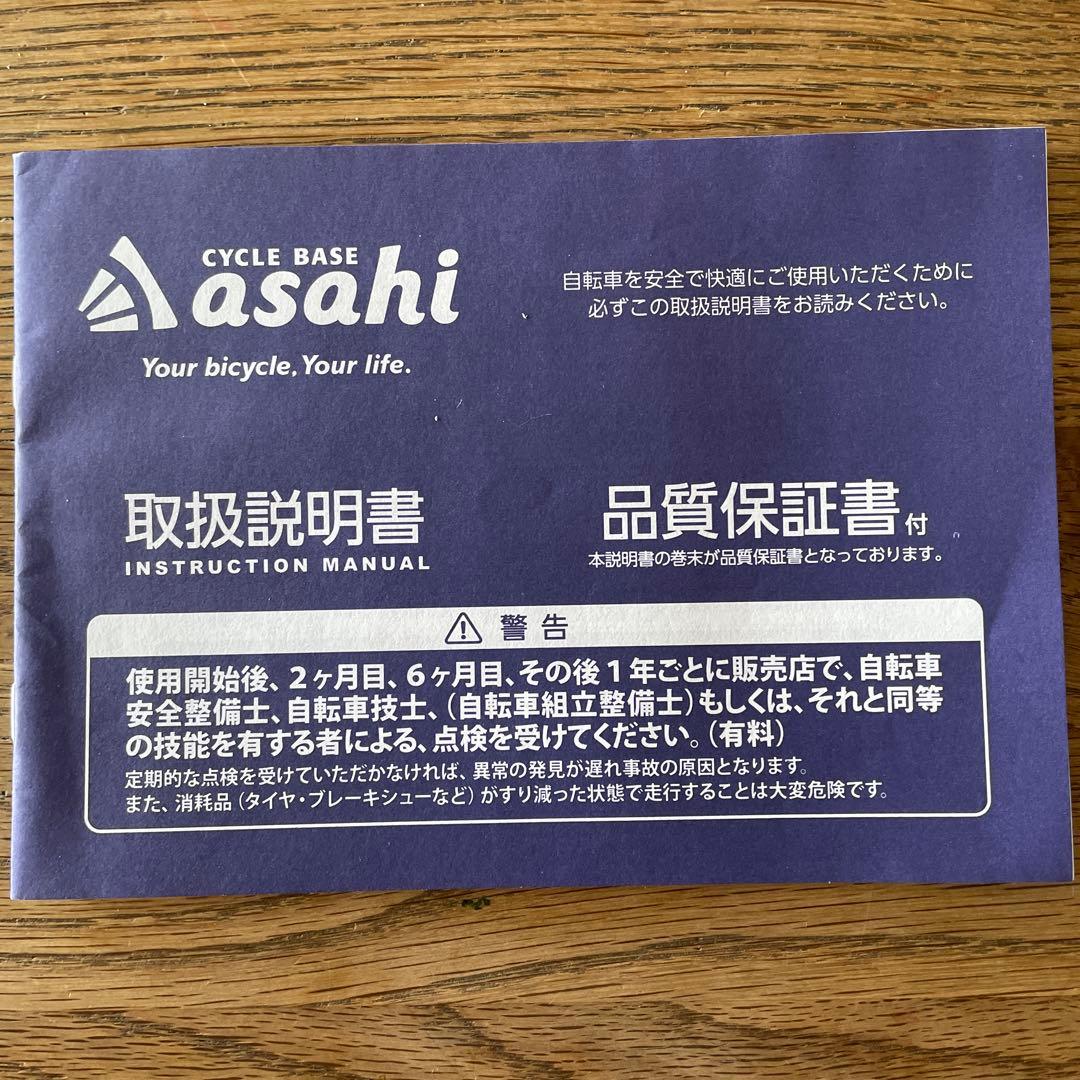 CYCLE BASE
asahi
Your bicycle, Your life.
自転車を安全で快適にご使用いただくために
必ずこの取扱説明書をお読みください。
取扱説明書
INSTRUCTION MANUAL
品質保証書付
本説明書の巻末が品質保証書となっております。
警告
使用開始後、2ヶ月目、6ヶ月目、その後1年ごとに販売店で、自転車
安全整備士、自転車技士、(自転車組立整備士)もしくは、それと同等
の技能を有する者による、点検を受けてください。(有料)
定期的な点検を受けていただかなければ、異常の発見が遅れ事故の原因となります。
また、消耗品(タイヤ・ブレーキシューなど)がすり減った状態で走行することは大変危険です。